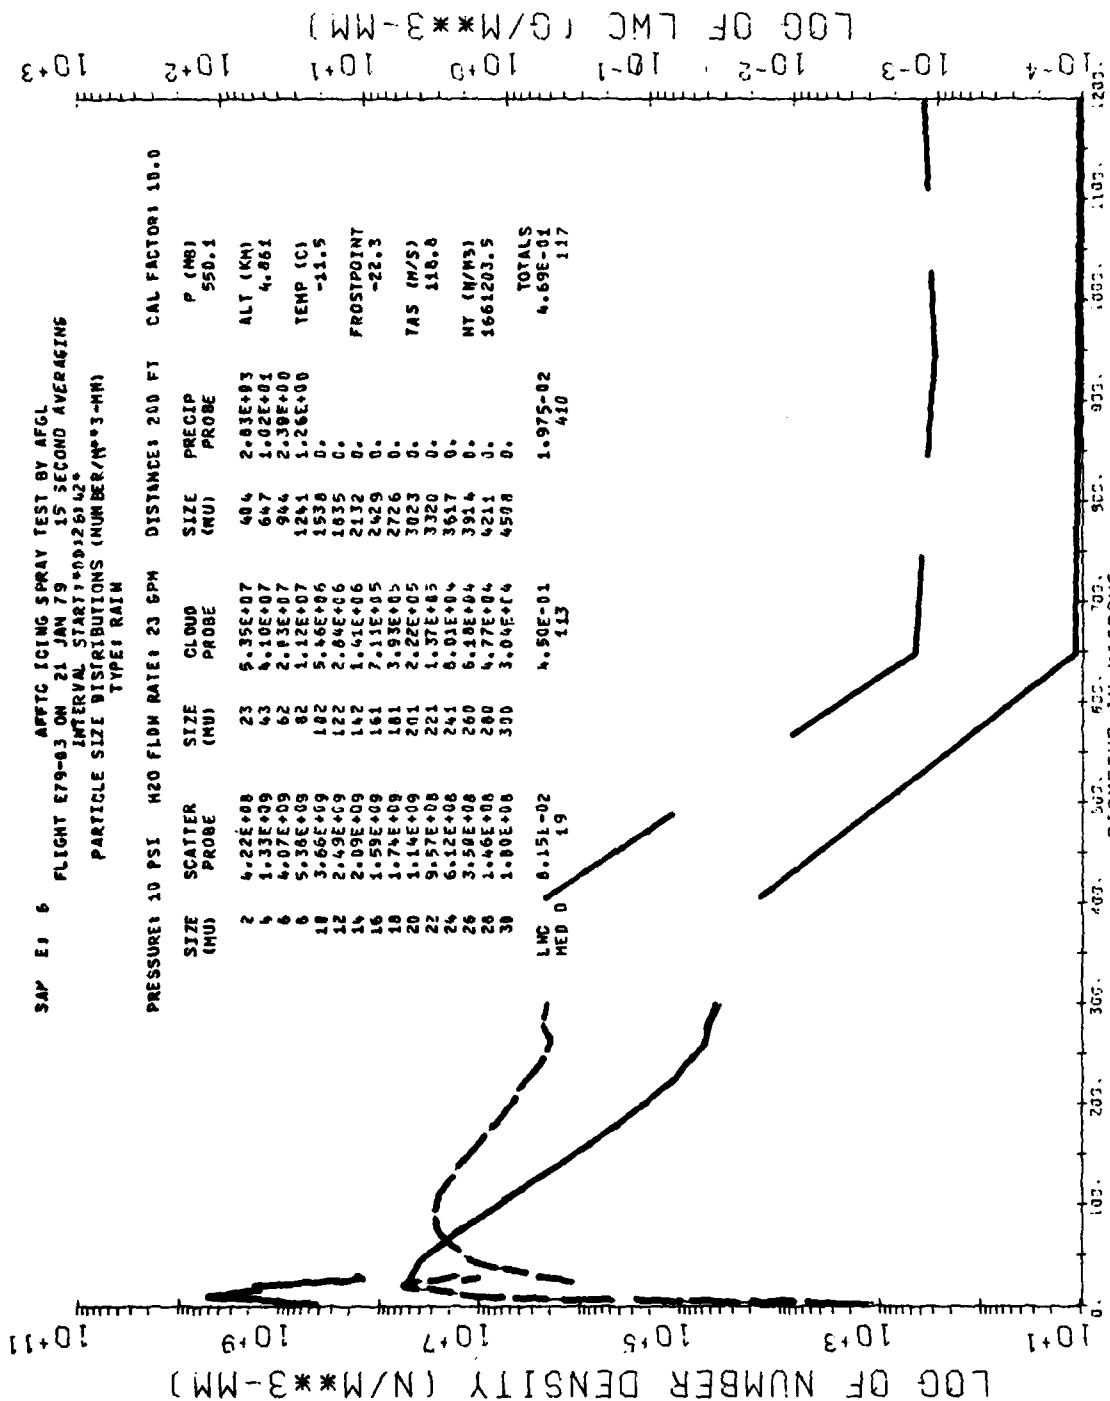 SAP E: 6 AFFTC ICING SPRAY TEST BY AFGL
FLIGHT E79-03 ON 21 JAN 79 15 SECOND AVERAGING
INTERVAL START:*00:26:42*
PARTICLE SIZE DISTRIBUTIONS (NUMBER/M**3-MM)
TYPE: RAIN
PRESSURE: 10 PSI H2O FLOW RATE: 23 GPM DISTANCE: 200 FT CAL FACTOR: 10.0
SIZE SCATTER SIZE CLOUD SIZE PRECIP P (MB)
(MU) PROBE (MU) PROBE (MU) PROBE 550.1
2 4.22E+08 23 5.35E+07 404 2.83E+03 ALT (KM)
4 1.33E+09 43 4.10E+07 647 1.02E+01 4.861
6 4.07E+09 62 2.03E+07 944 2.39E+00
8 5.38E+09 82 1.12E+07 1241 1.26E+00 TEMP (C)
10 3.66E+09 102 5.46E+06 1538 0. -11.5
12 2.49E+09 122 2.84E+06 1835 0.
14 2.09E+09 142 1.41E+06 2132 0. FROSTPOINT
16 1.59E+09 161 7.11E+05 2429 0. -22.3
18 1.74E+09 181 3.93E+05 2726 0.
20 1.14E+09 201 2.22E+05 3023 0. TAS (M/S)
22 9.57E+08 221 1.37E+05 3320 0. 118.8
24 6.12E+08 241 8.01E+04 3617 0.
26 3.50E+08 260 6.18E+04 3914 0. NT (N/M3)
28 1.46E+08 280 4.77E+04 4211 0. 1661203.5
30 1.80E+08 300 3.04E+04 4508 0.
TOTALS
LWC 8.15E-02 4.50E-01 1.975-02 4.69E-01
MED D 19 113 410 117
LOG OF NUMBER DENSITY (N/M**3-MM)
10+11
10+9
10+7
10+5
10+3
10+1
LOG OF LWC (G/M**3-MM)
10+3
10+2
10+1
10+0
10-1
10-2
10-3
10-4
0. 100. 200. 300. 400. 500. 600. 700. 800. 900. 1000. 1100. 1200.